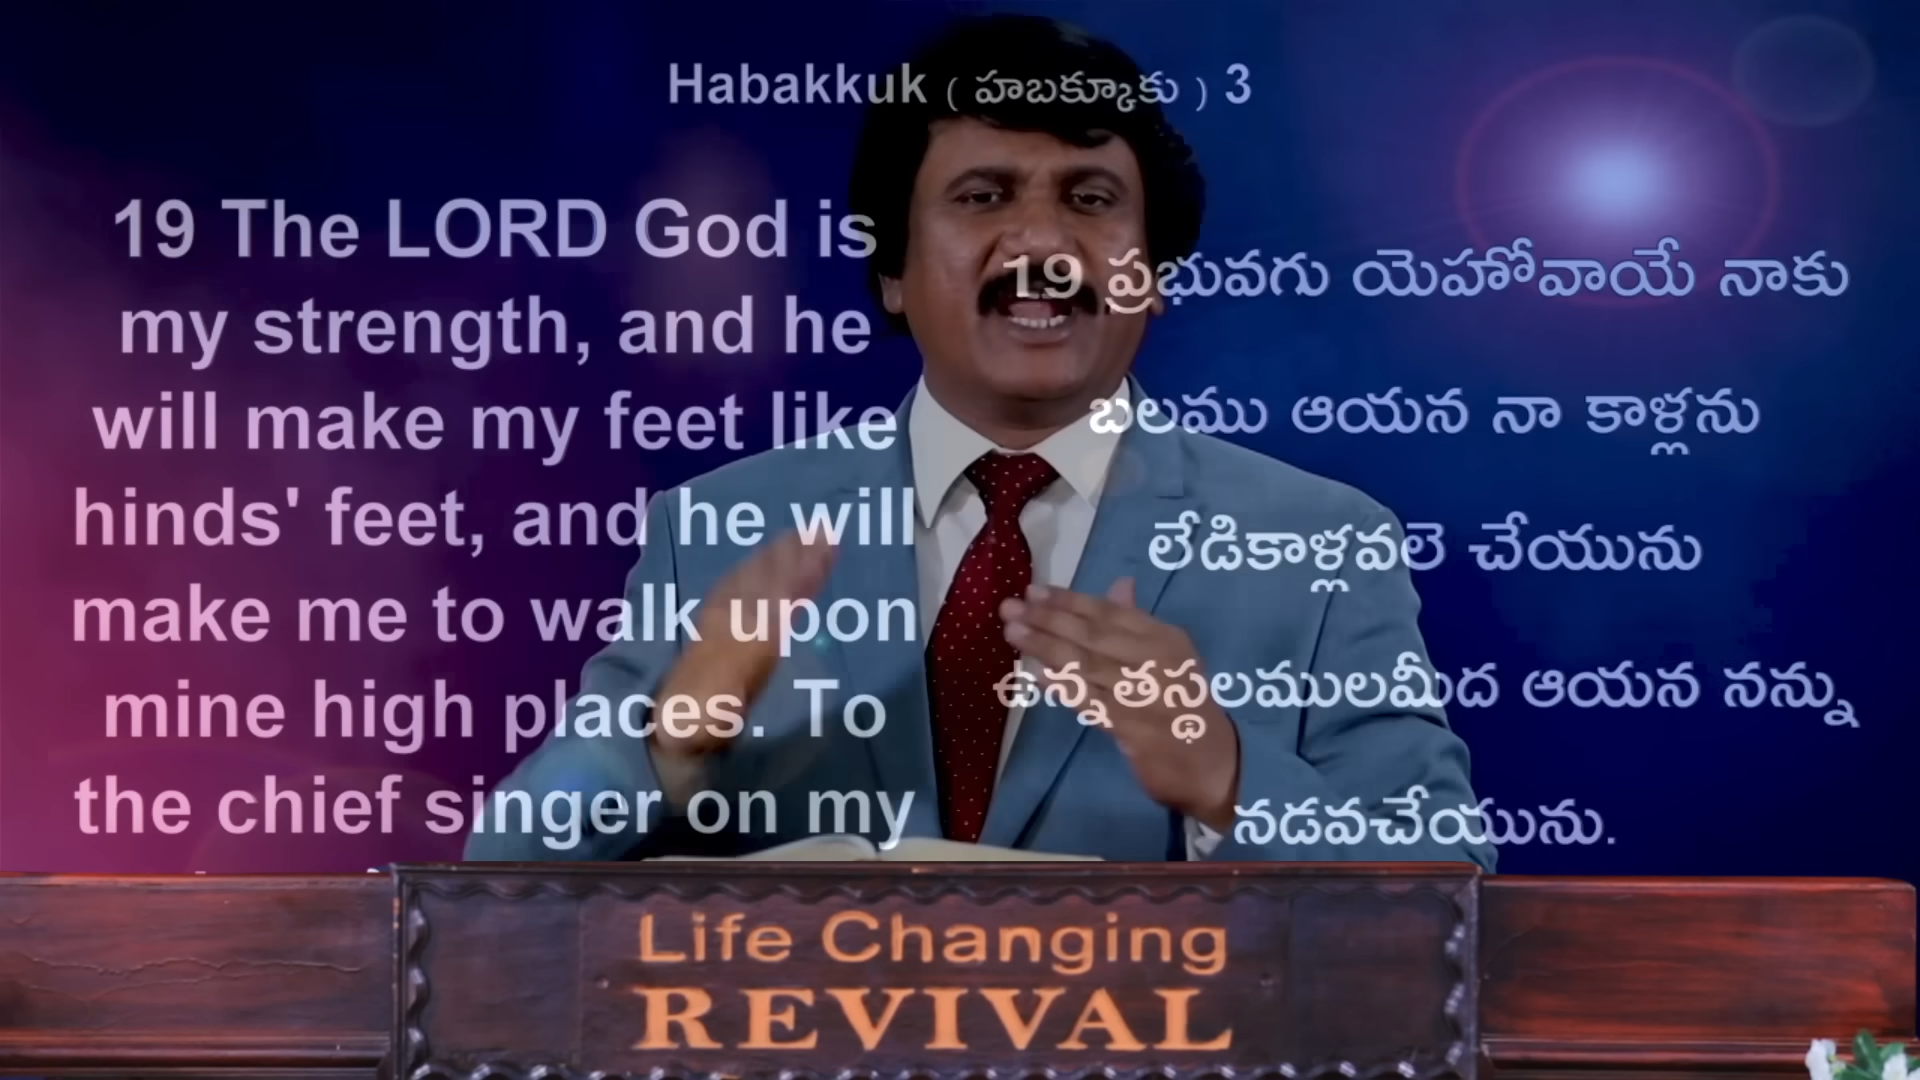 Habakkuk ( హబక్కూకు ) 3
19 The LORD God is
my strength, and he
will make my feet like
hinds' feet, and he will
make me to walk upon
mine high places. To
the chief singer on my
19 ప్రభువగు యెహోవాయే నాకు
బలము ఆయన నా కాళ్లను
లేడికాళ్లవలె చేయును
ఉన్నతస్థలములమీద ఆయన నన్ను
నడవచేయును.
Life Changing
REVIVAL